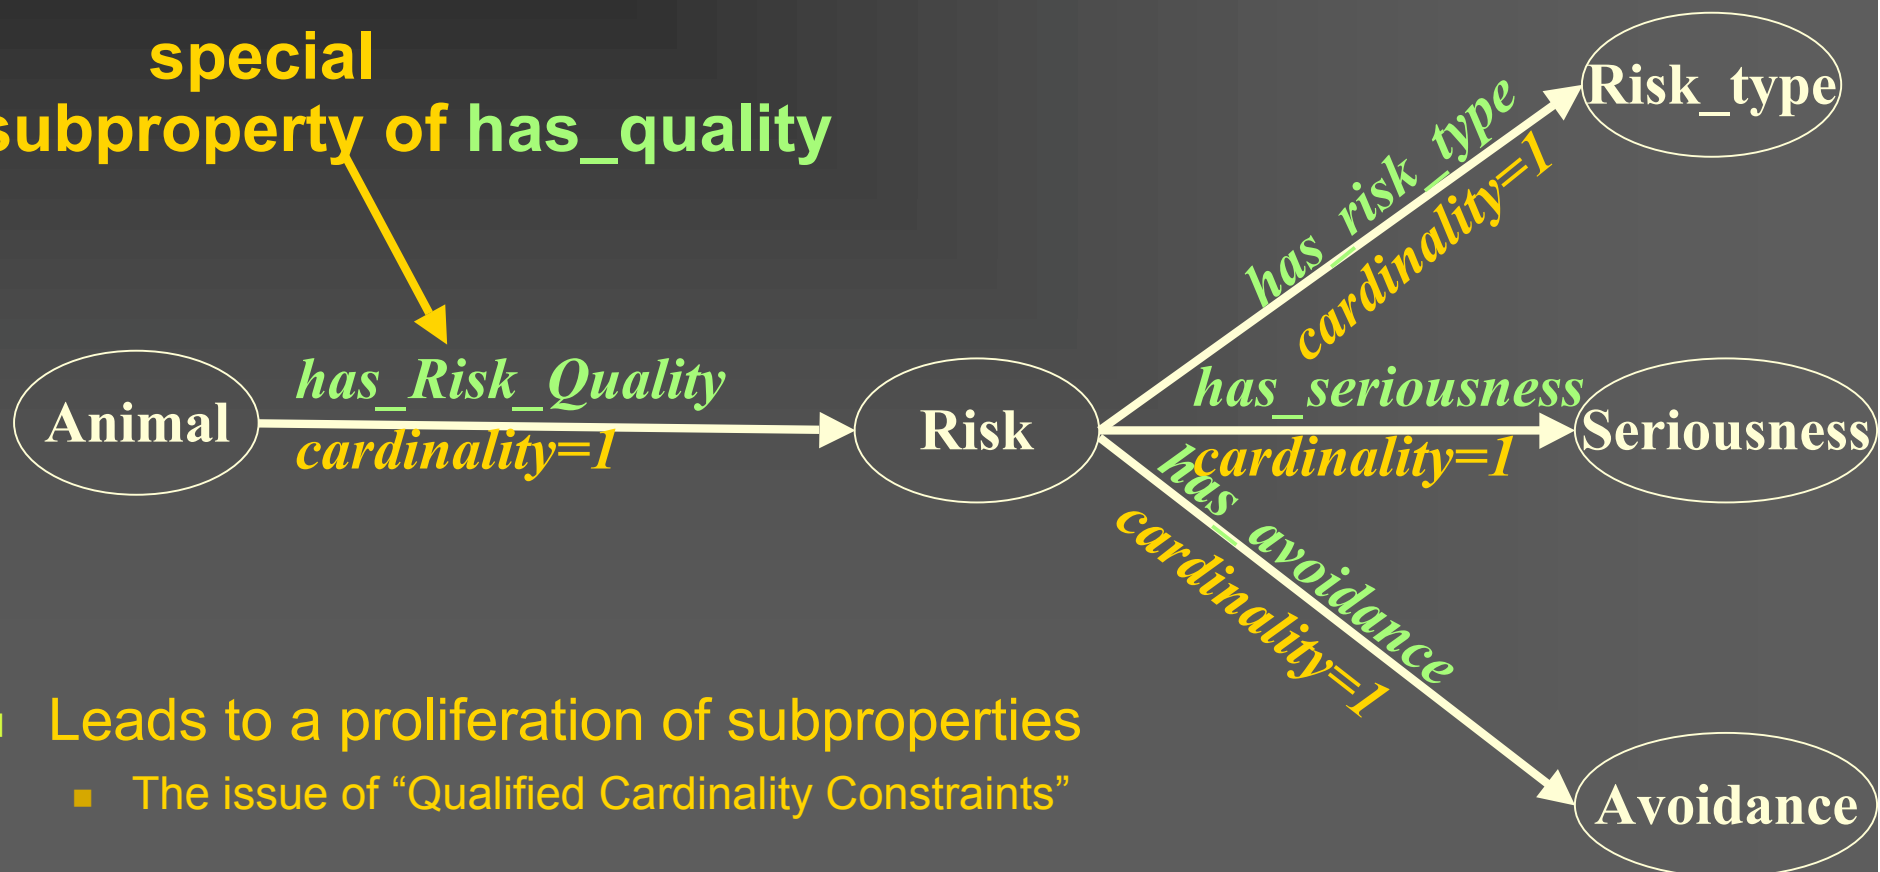 special
subproperty of has_quality
Risk_type
has_risk_type
cardinality=1
Animal
has_Risk_Quality
cardinality=1
Risk
has_seriousness
cardinality=1
Seriousness
has_avoidance
cardinality=1
Avoidance
Leads to a proliferation of subproperties
The issue of “Qualified Cardinality Constraints”